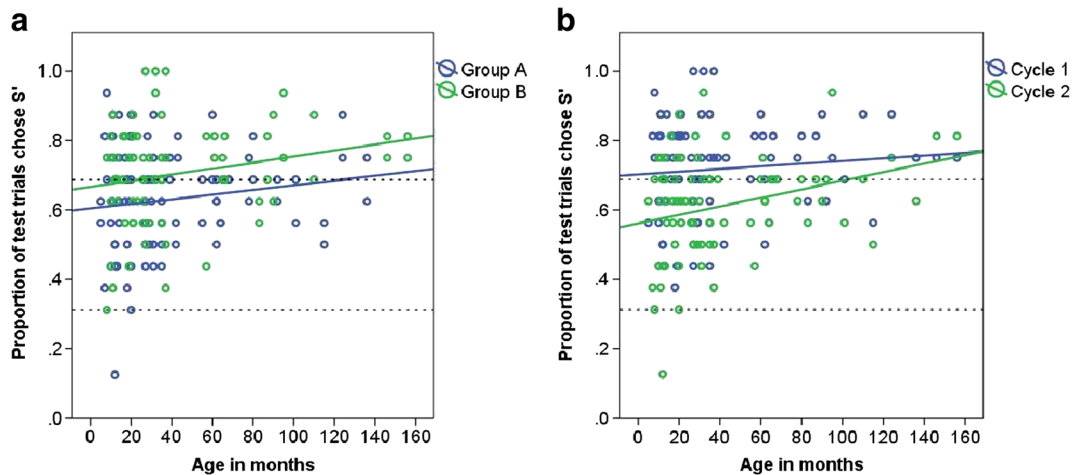 a
Proportion of test trials chose S'
1.0
.8
.6
.4
.2
.0
0 20 40 60 80 100 120 140 160
Age in months
Group A
Group B
b
Proportion of test trials chose S'
1.0
.8
.6
.4
.2
.0
0 20 40 60 80 100 120 140 160
Age in months
Cycle 1
Cycle 2